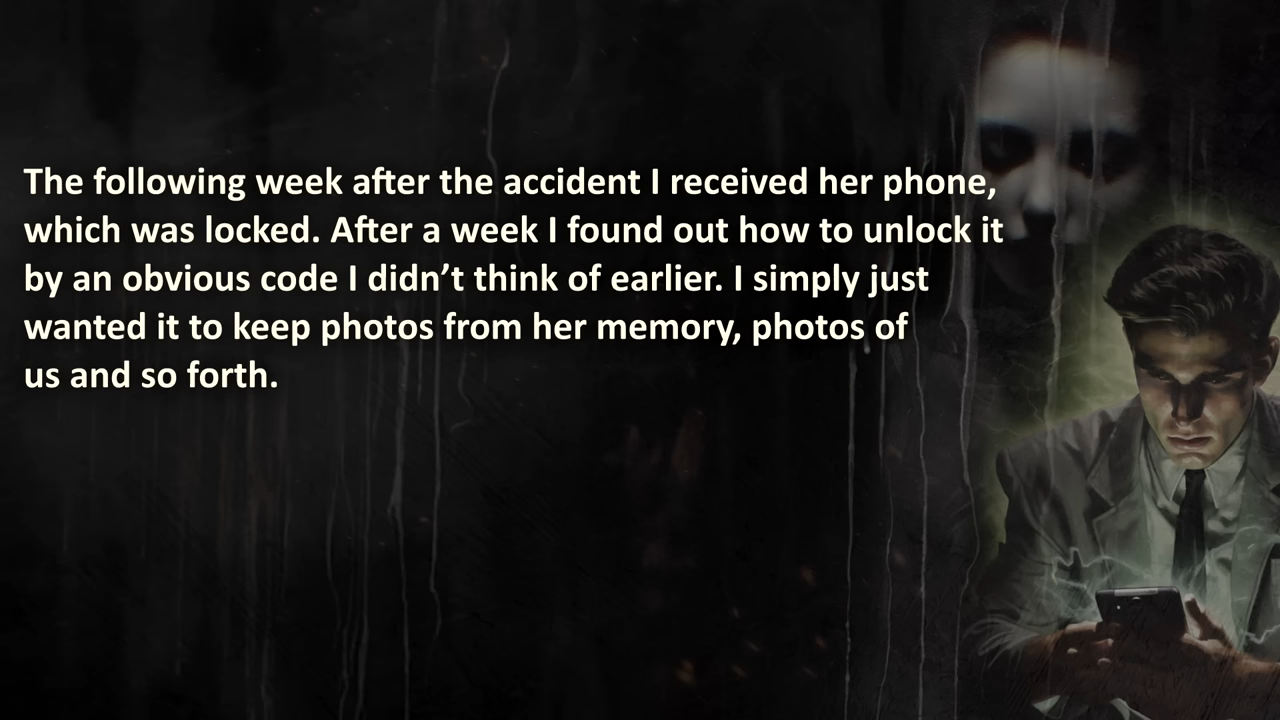 The following week after the accident I received her phone,
which was locked. After a week I found out how to unlock it
by an obvious code I didn’t think of earlier. I simply just
wanted it to keep photos from her memory, photos of
us and so forth.